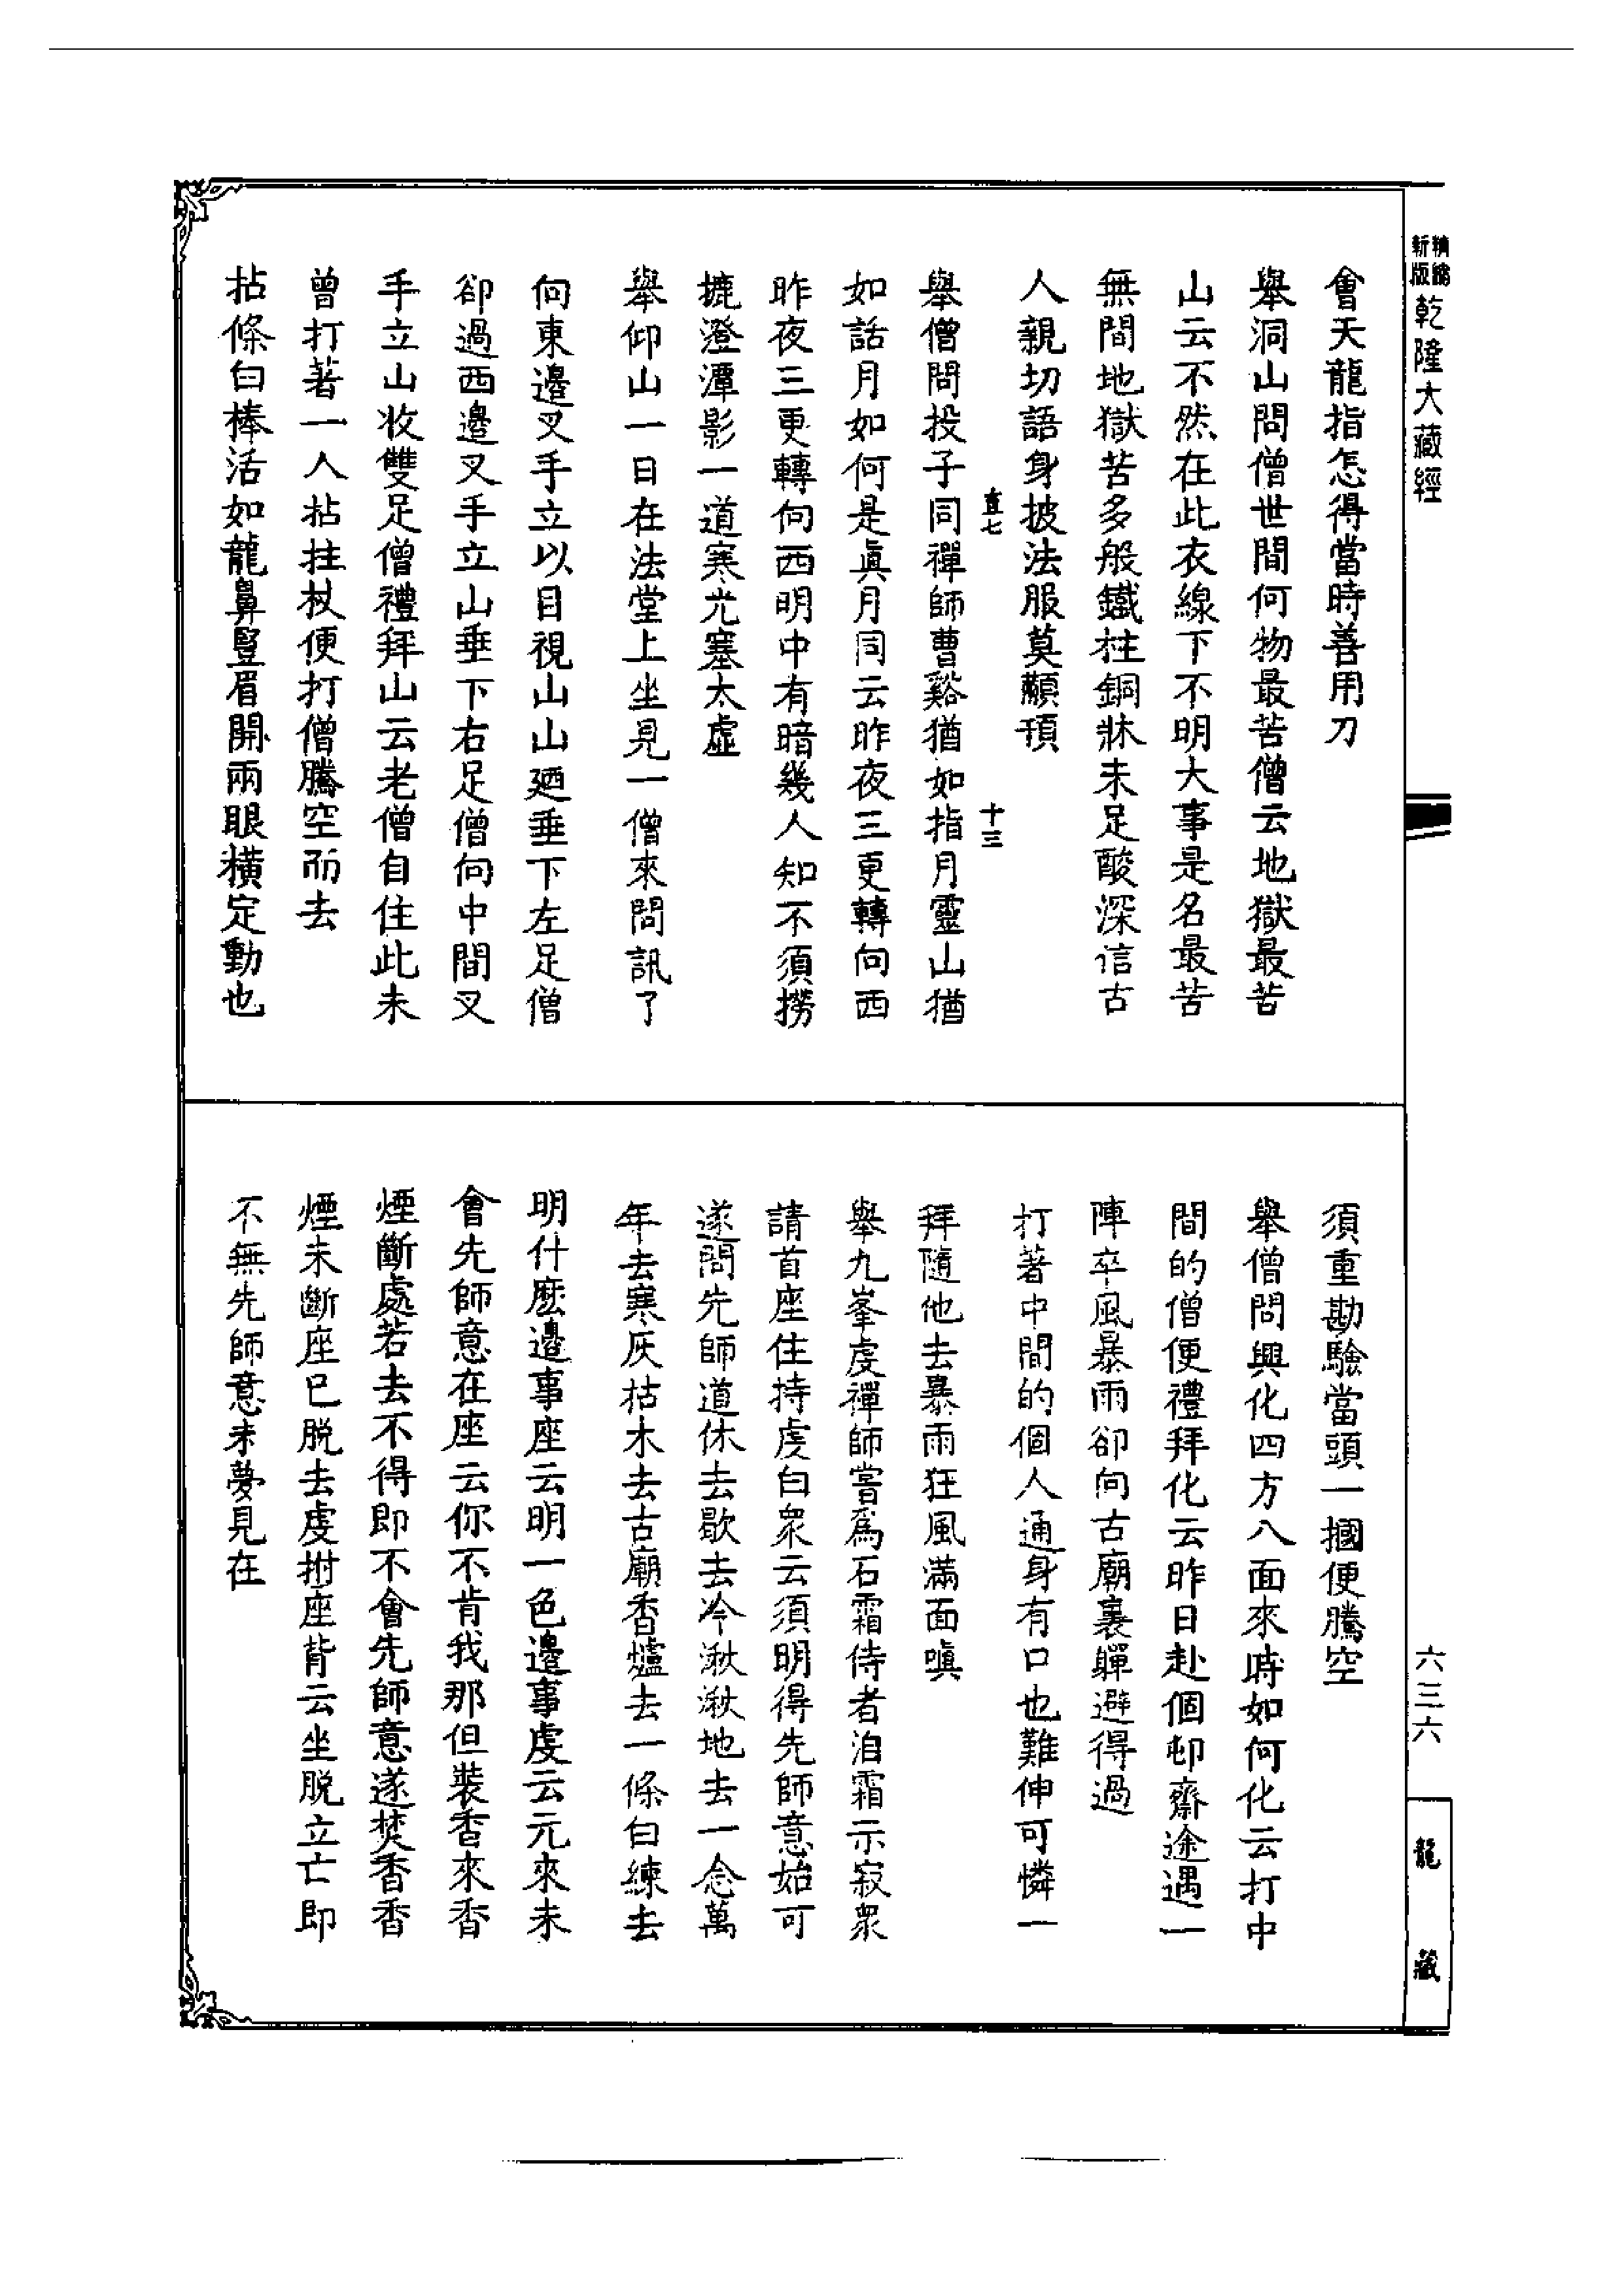 精縮
新版
乾隆大藏經
會天龍指怎得當時善用刀
舉洞山問僧世間何物最苦僧云地獄最苦
山云不然在此衣線下不明大事是名最苦
無間地獄苦多般鐵柱銅牀未足酸深信古
人親切語身披法服莫顢頇
直七
十三
舉僧問投子同禪師曹谿猶如指月靈山猶
如話月如何是眞月同云昨夜三更轉向西
昨夜三更轉向西明中有暗幾人知不須撈
摝澄潭影一道寒光塞太虛
舉仰山一日在法堂上坐見一僧來問訊了
向東邊叉手立以目視山山廼垂下左足僧
卻過西邊叉手立山垂下右足僧向中間叉
手立山收雙足僧禮拜山云老僧自住此未
曾打著一人拈拄杖便打僧騰空而去
拈條白棒活如龍鼻豎眉開兩眼橫定動也
須重勘驗當頭一摑便騰空
舉僧問興化四方八面來時如何化云打中
間的僧便禮拜化云昨日赴個邨齋途遇一
陣卒風暴雨卻向古廟裏軃避得過
打著中間的個人通身有口也難伸可憐一
拜隨他去暴雨狂風滿面嗔
舉九峯虔禪師嘗爲石霜侍者洎霜示寂眾
請首座住持虔白眾云須明得先師意始可
遂問先師道休去歇去冷湫湫地去一念萬
年去寒灰枯木去古廟香爐去一條白練去
明什麼邊事座云明一色邊事虔云元來未
會先師意在座云你不肯我那但裝香來香
煙斷處若去不得即不會先師意遂焚香香
煙未斷座已脫去虔拊座背云坐脫立亡即
不無先師意未夢見在
六三六
龍藏